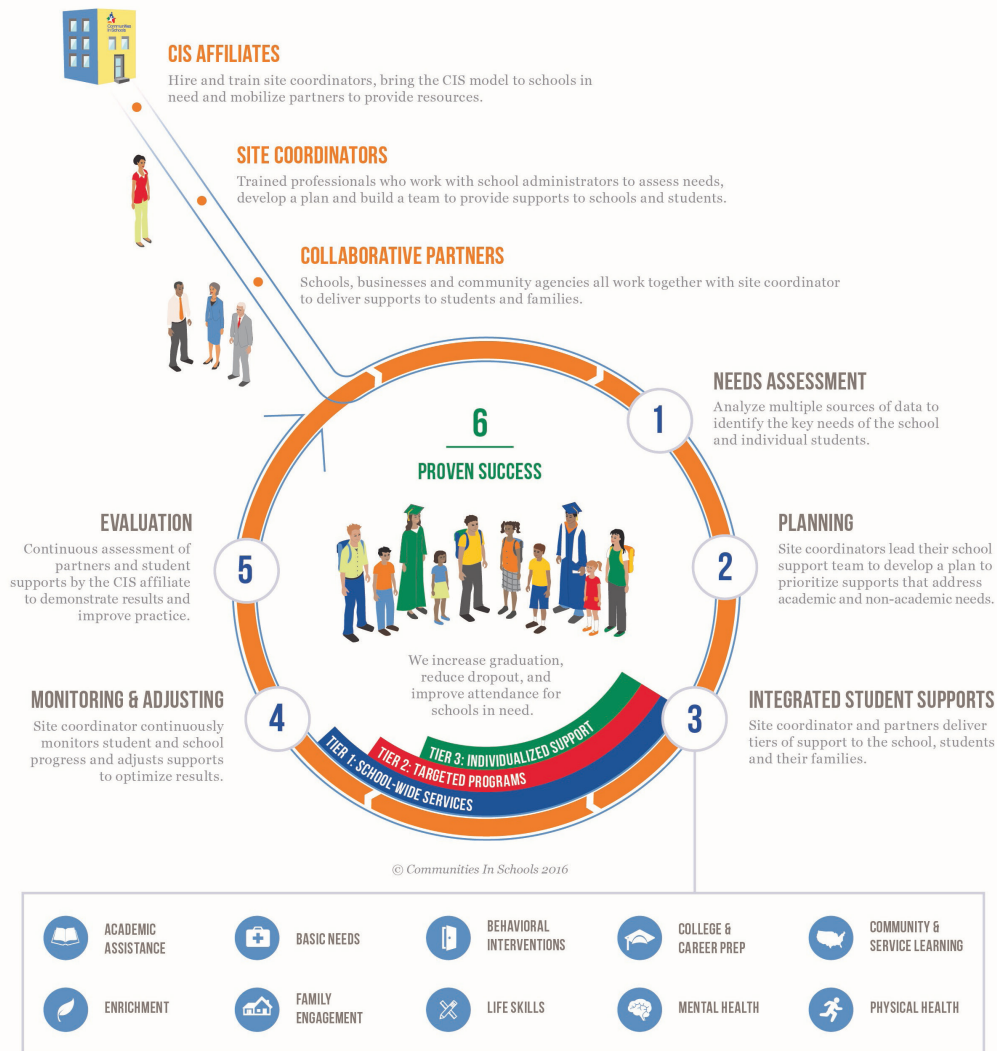 Communities
In Schools
CIS AFFILIATES
Hire and train site coordinators, bring the CIS model to schools in
need and mobilize partners to provide resources.
SITE COORDINATORS
Trained professionals who work with school administrators to assess needs,
develop a plan and build a team to provide supports to schools and students.
COLLABORATIVE PARTNERS
Schools, businesses and community agencies all work together with site coordinator
to deliver supports to students and families.
1
NEEDS ASSESSMENT
Analyze multiple sources of data to
identify the key needs of the school
and individual students.
2
PLANNING
Site coordinators lead their school
support team to develop a plan to
prioritize supports that address
academic and non-academic needs.
3
INTEGRATED STUDENT SUPPORTS
Site coordinator and partners deliver
tiers of support to the school, students
and their families.
TIER 1: SCHOOL-WIDE SERVICES
TIER 2: TARGETED PROGRAMS
TIER 3: INDIVIDUALIZED SUPPORT
4
MONITORING & ADJUSTING
Site coordinator continuously
monitors student and school
progress and adjusts supports
to optimize results.
5
EVALUATION
Continuous assessment of
partners and student
supports by the CIS affiliate
to demonstrate results and
improve practice.
6
PROVEN SUCCESS
We increase graduation,
reduce dropout, and
improve attendance for
schools in need.
© Communities In Schools 2016
ACADEMIC
ASSISTANCE
BASIC NEEDS
BEHAVIORAL
INTERVENTIONS
COLLEGE &
CAREER PREP
COMMUNITY &
SERVICE LEARNING
ENRICHMENT
FAMILY
ENGAGEMENT
LIFE SKILLS
MENTAL HEALTH
PHYSICAL HEALTH